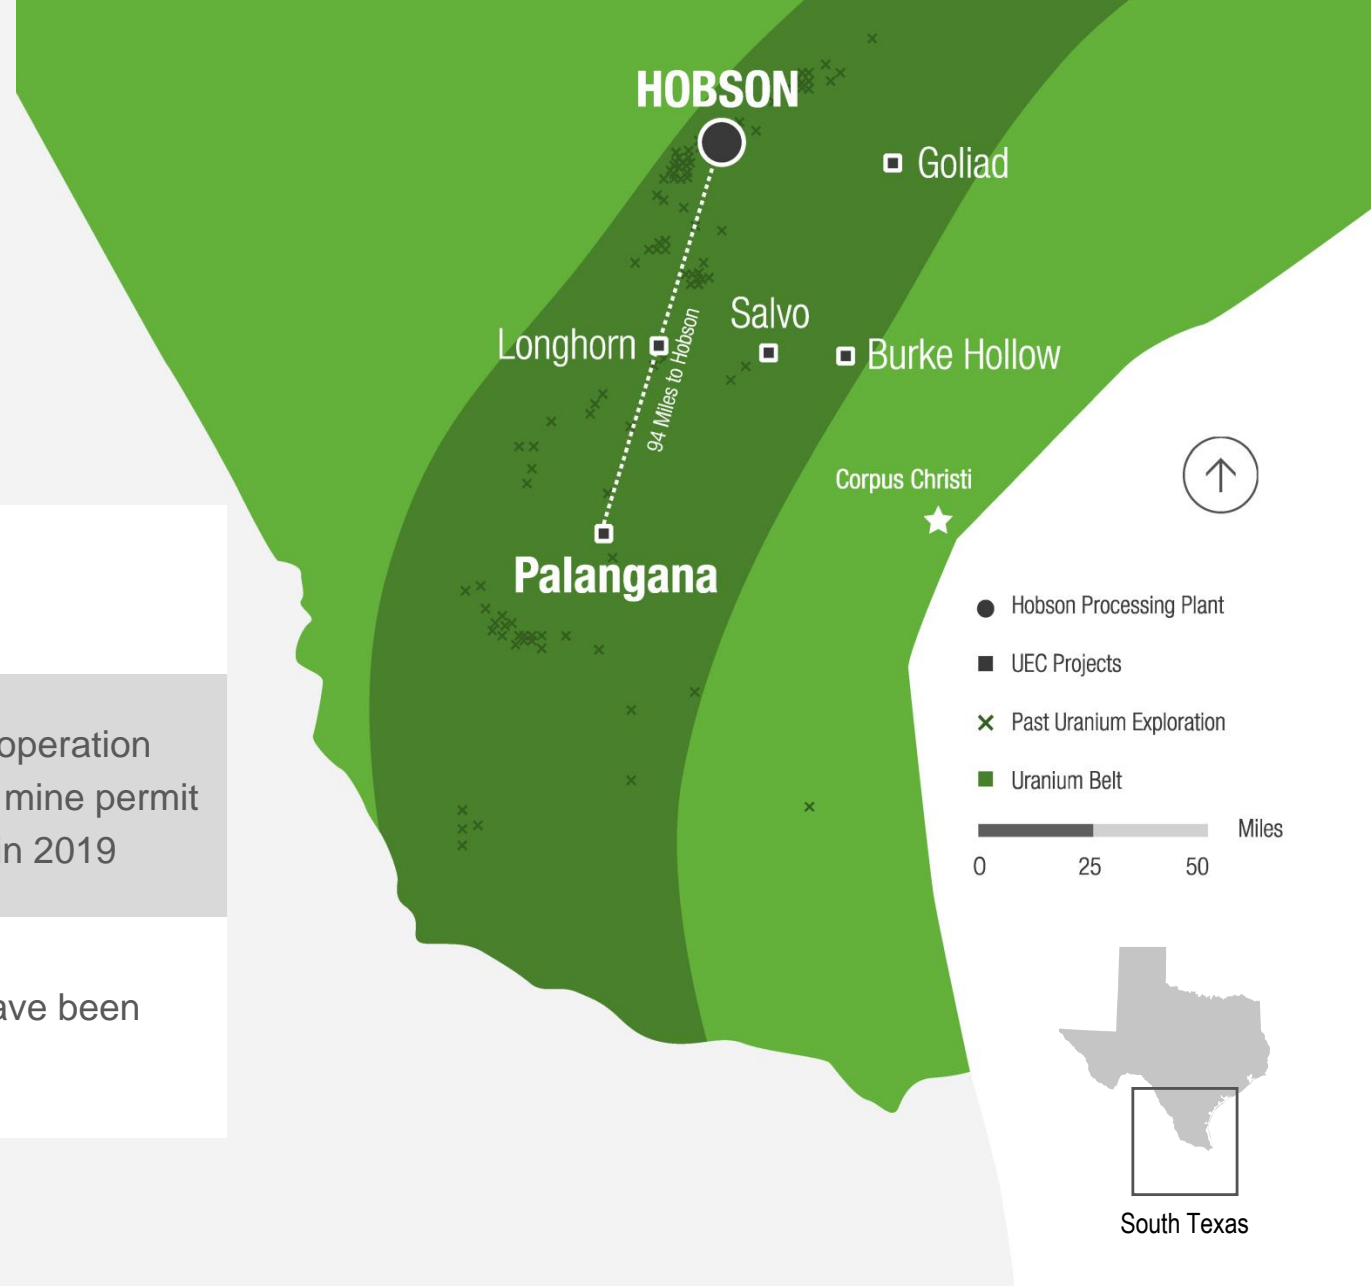 HOBSON
Goliad
Salvo
Longhorn
Burke Hollow
94 Miles to Hobson
Corpus Christi
Palangana
Hobson Processing Plant
UEC Projects
Past Uranium Exploration
Uranium Belt
Miles
0 25 50
operation
mine permit
in 2019
ave been
South Texas